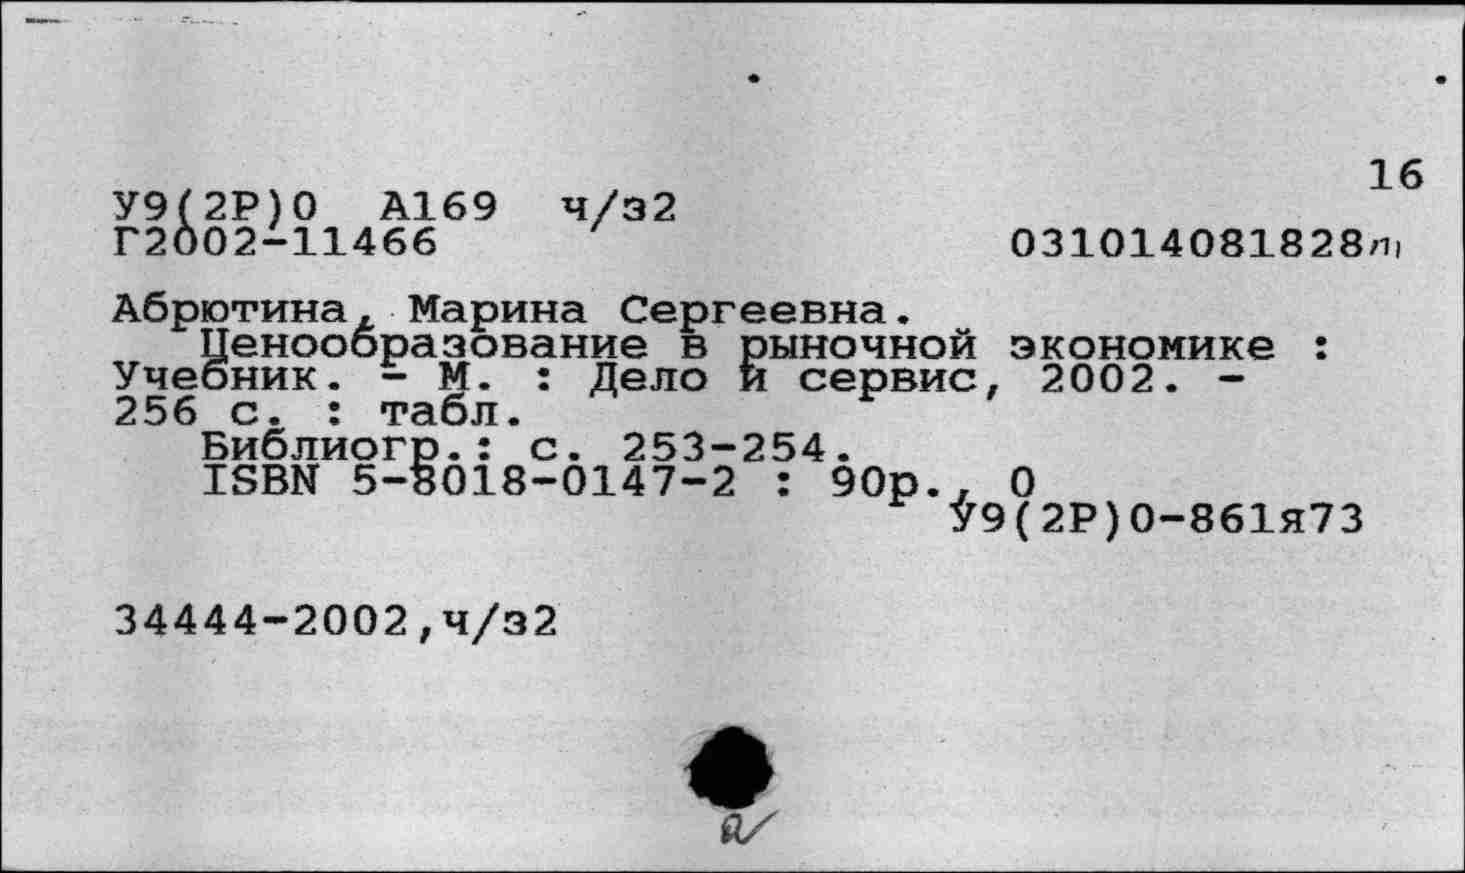 16
У9(2Р)0 А169 ч/з2
Г2002-11466 031014081828
Абрютина, Марина Сергеевна.
Ценообразование в рыночной экономике :
Учебник. - М. : Дело и сервис, 2002. -
256 с. : табл.
Библиогр.: с. 253-254.
ISBN 5-8018-0147-2 : 90р., 0
У9(2Р)0-861я73
34444-2002,ч/з2